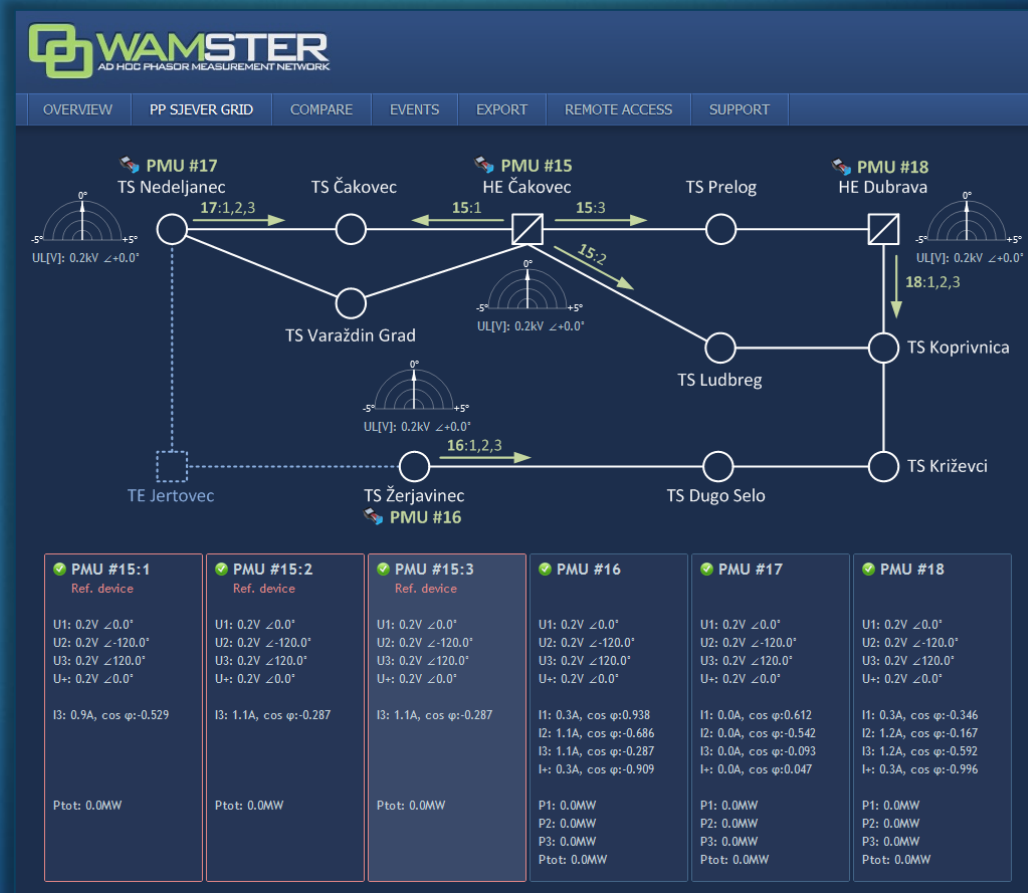 WAMSTER
AD HOC PHASOR MEASUREMENT NETWORK
OVERVIEW PP SJEVER GRID COMPARE EVENTS EXPORT REMOTE ACCESS SUPPORT
PMU #17 PMU #15 PMU #18
TS Nedeljanec TS Čakovec HE Čakovec TS Prelog HE Dubrava
17:1,2,3 15:1 15:3
0° 0°
-5° +5° -5° +5°
UL[V]: 0.2kV ∠+0.0° UL[V]: 0.2kV ∠+0.0°
15:2
0°
-5° +5°
UL[V]: 0.2kV ∠+0.0°
18:1,2,3
TS Varaždin Grad
TS Koprivnica
TS Ludbreg
0°
-5° +5°
UL[V]: 0.2kV ∠+0.0°
16:1,2,3
TS Križevci
TE Jertovec TS Žerjavinec TS Dugo Selo
PMU #16
PMU #15:1
Ref. device
U1: 0.2V ∠0.0°
U2: 0.2V ∠-120.0°
U3: 0.2V ∠120.0°
U+: 0.2V ∠0.0°
I3: 0.9A, cos φ:-0.529
Ptot: 0.0MW
PMU #15:2
Ref. device
U1: 0.2V ∠0.0°
U2: 0.2V ∠-120.0°
U3: 0.2V ∠120.0°
U+: 0.2V ∠0.0°
I3: 1.1A, cos φ:-0.287
Ptot: 0.0MW
PMU #15:3
Ref. device
U1: 0.2V ∠0.0°
U2: 0.2V ∠-120.0°
U3: 0.2V ∠120.0°
U+: 0.2V ∠0.0°
I3: 1.1A, cos φ:-0.287
Ptot: 0.0MW
PMU #16
U1: 0.2V ∠0.0°
U2: 0.2V ∠-120.0°
U3: 0.2V ∠120.0°
U+: 0.2V ∠0.0°
I1: 0.3A, cos φ:0.938
I2: 1.1A, cos φ:-0.686
I3: 1.1A, cos φ:-0.287
I+: 0.3A, cos φ:-0.909
P1: 0.0MW
P2: 0.0MW
P3: 0.0MW
Ptot: 0.0MW
PMU #17
U1: 0.2V ∠0.0°
U2: 0.2V ∠-120.0°
U3: 0.2V ∠120.0°
U+: 0.2V ∠0.0°
I1: 0.0A, cos φ:0.612
I2: 0.0A, cos φ:-0.542
I3: 0.0A, cos φ:-0.093
I+: 0.0A, cos φ:0.047
P1: 0.0MW
P2: 0.0MW
P3: 0.0MW
Ptot: 0.0MW
PMU #18
U1: 0.2V ∠0.0°
U2: 0.2V ∠-120.0°
U3: 0.2V ∠120.0°
U+: 0.2V ∠0.0°
I1: 0.3A, cos φ:-0.346
I2: 1.2A, cos φ:-0.167
I3: 1.2A, cos φ:-0.592
I+: 0.3A, cos φ:-0.996
P1: 0.0MW
P2: 0.0MW
P3: 0.0MW
Ptot: 0.0MW